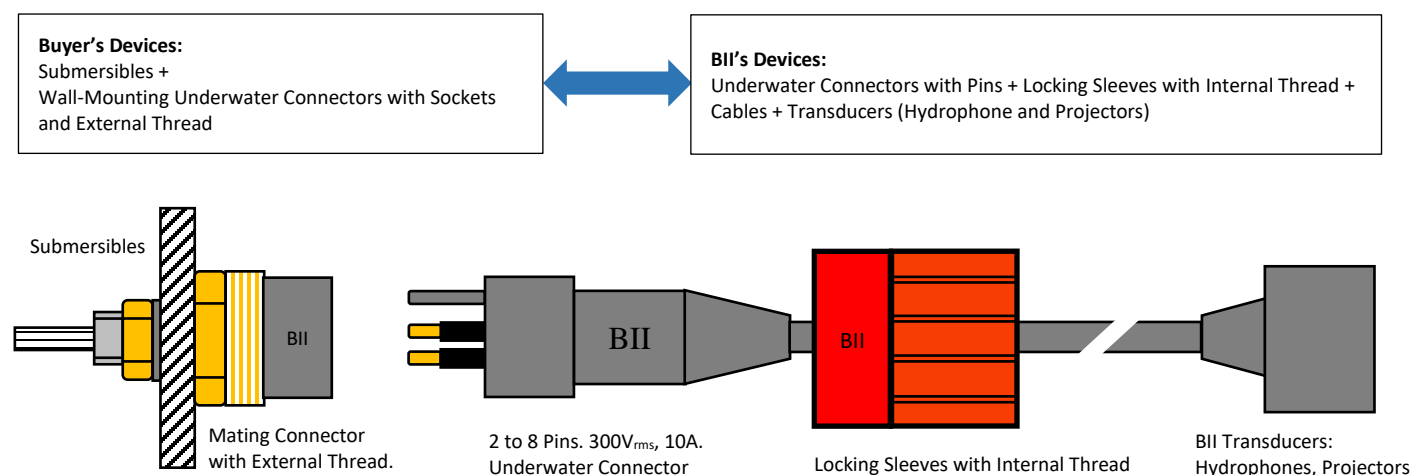 Buyer's Devices:
Submersibles +
Wall-Mounting Underwater Connectors with Sockets
and External Thread
BII's Devices:
Underwater Connectors with Pins + Locking Sleeves with Internal Thread +
Cables + Transducers (Hydrophone and Projectors)
Submersibles
BII
BII
BII
Mating Connector
with External Thread.
2 to 8 Pins. 300Vrms, 10A.
Underwater Connector
Locking Sleeves with Internal Thread
BII Transducers:
Hydrophones, Projectors